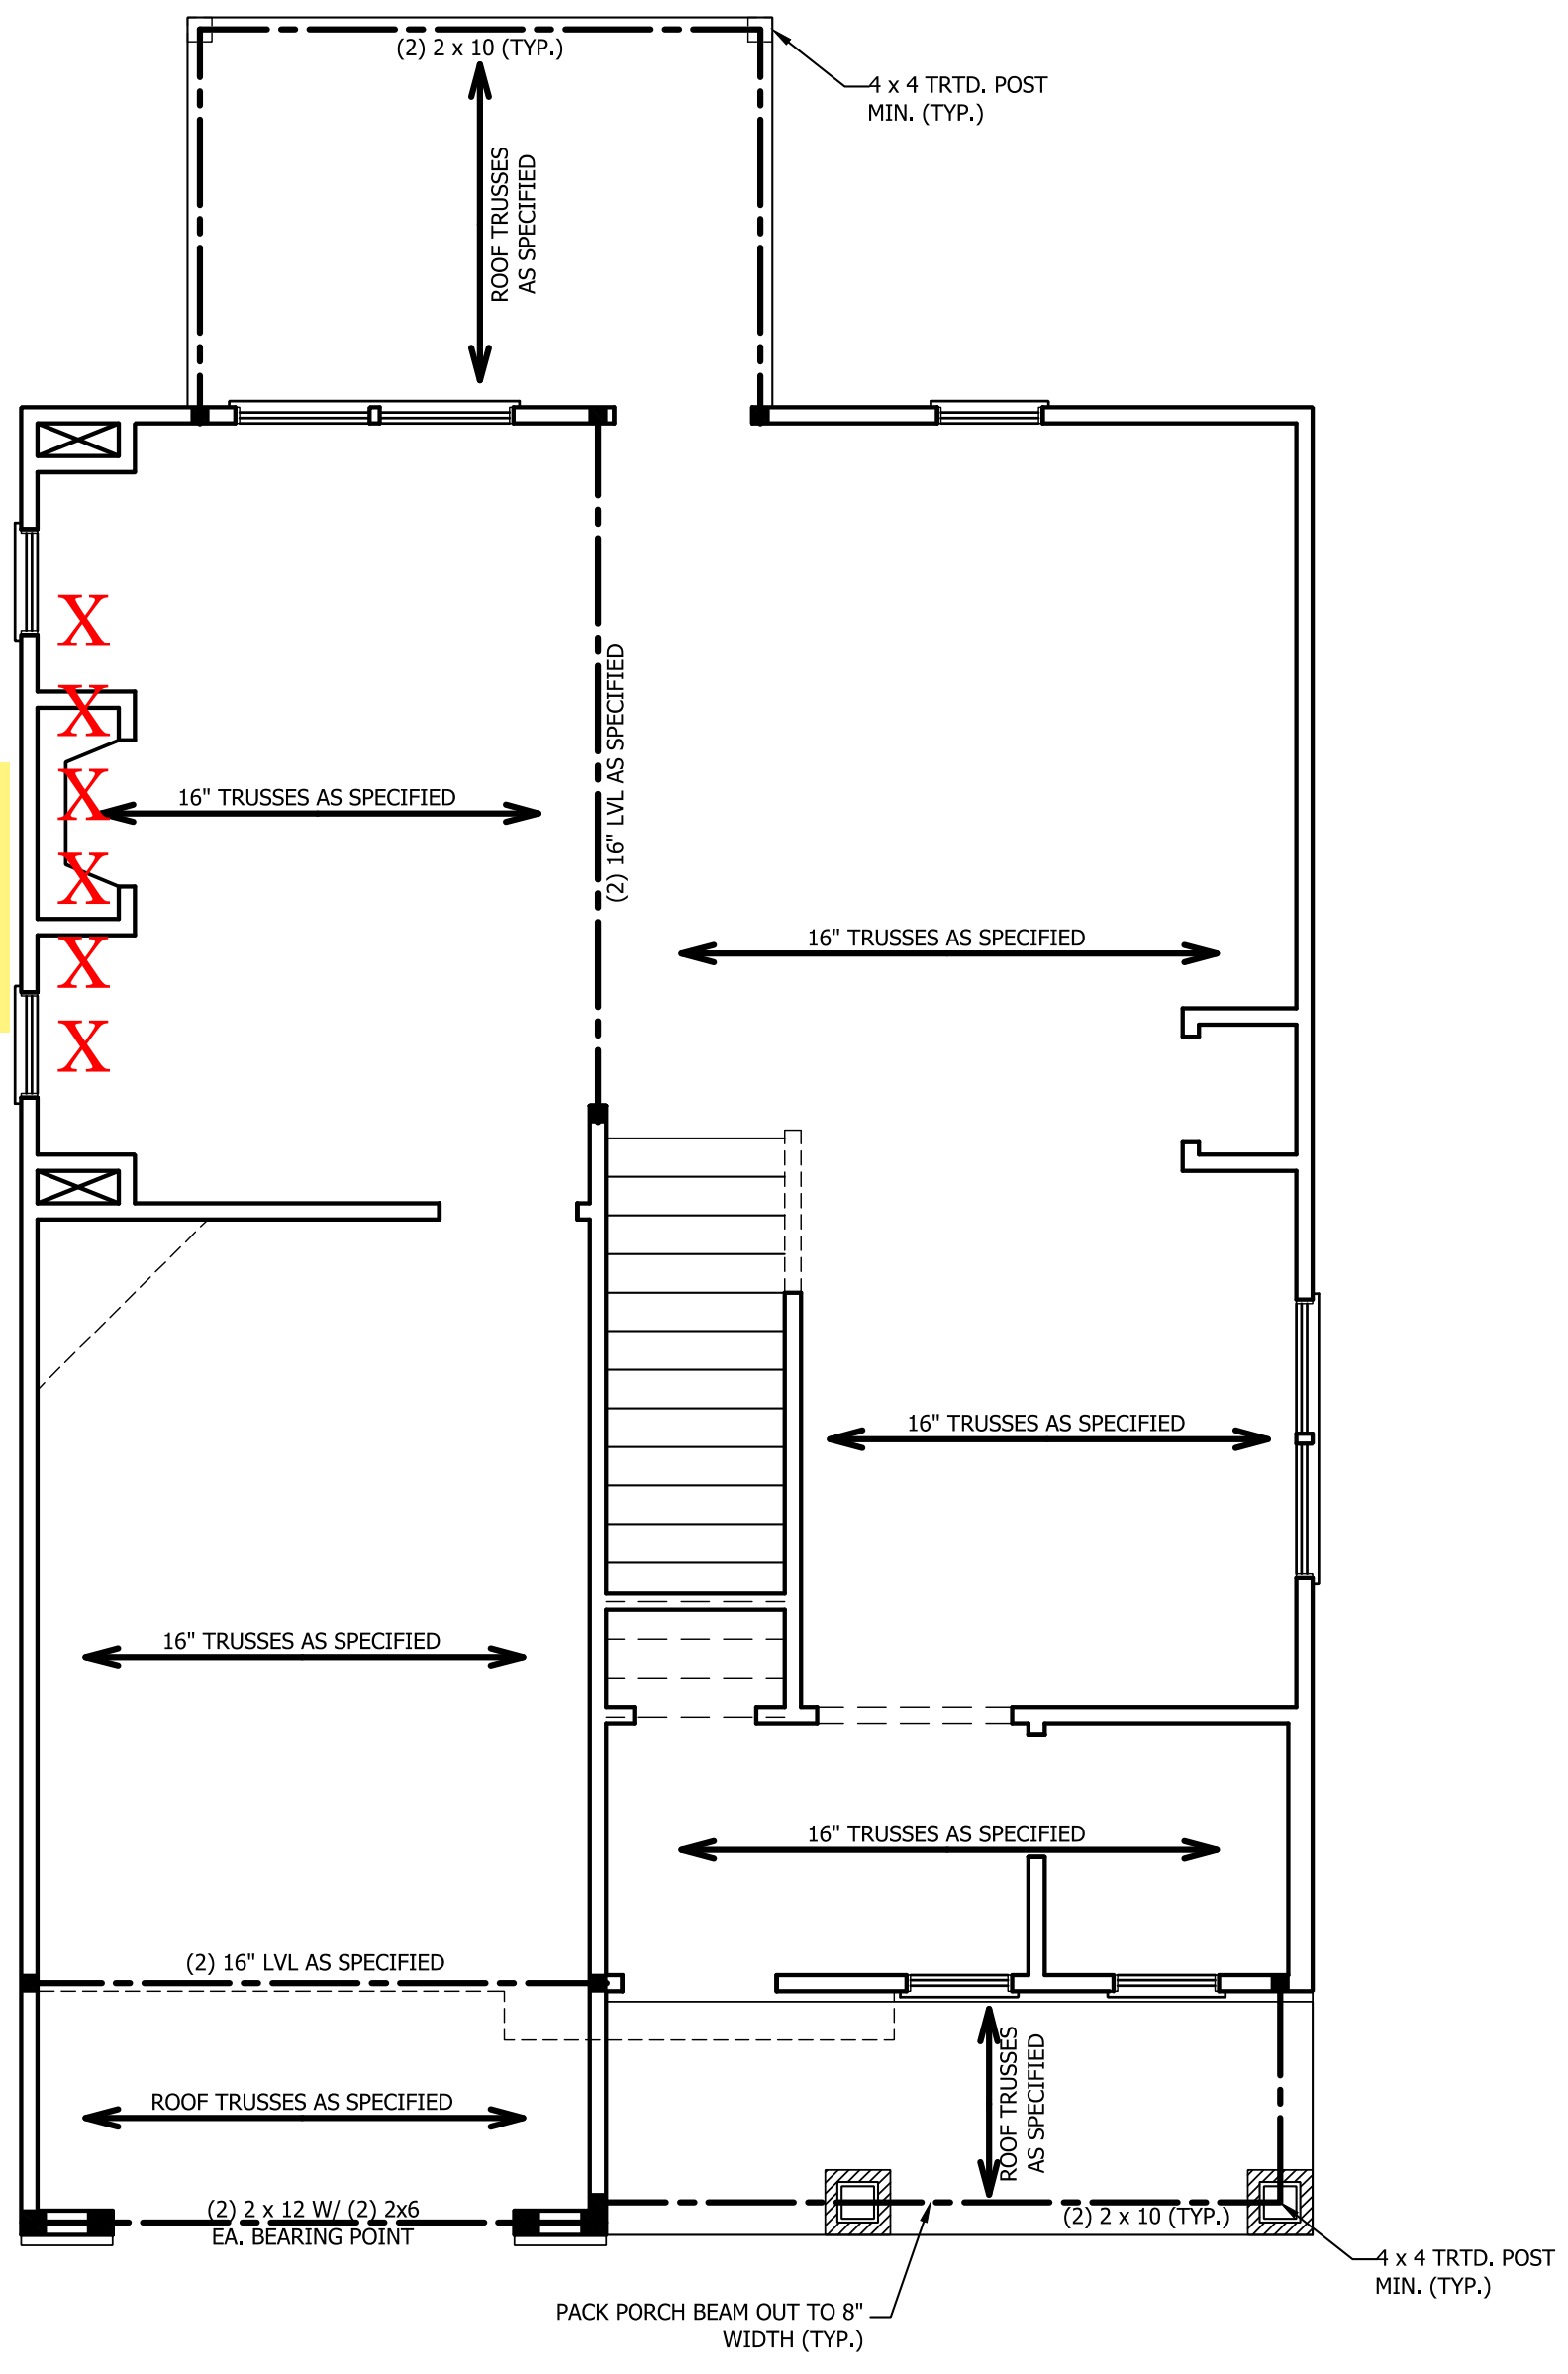 (2) 2 x 10 (TYP.)
4 x 4 TRTD. POST
MIN. (TYP.)
ROOF TRUSSES
AS SPECIFIED
X
X
X
X
X
X
16" TRUSSES AS SPECIFIED
(2) 16" LVL AS SPECIFIED
16" TRUSSES AS SPECIFIED
16" TRUSSES AS SPECIFIED
16" TRUSSES AS SPECIFIED
16" TRUSSES AS SPECIFIED
(2) 16" LVL AS SPECIFIED
ROOF TRUSSES
AS SPECIFIED
ROOF TRUSSES AS SPECIFIED
(2) 2 x 12 W/ (2) 2x6
EA. BEARING POINT
(2) 2 x 10 (TYP.)
4 x 4 TRTD. POST
MIN. (TYP.)
PACK PORCH BEAM OUT TO 8"
WIDTH (TYP.)